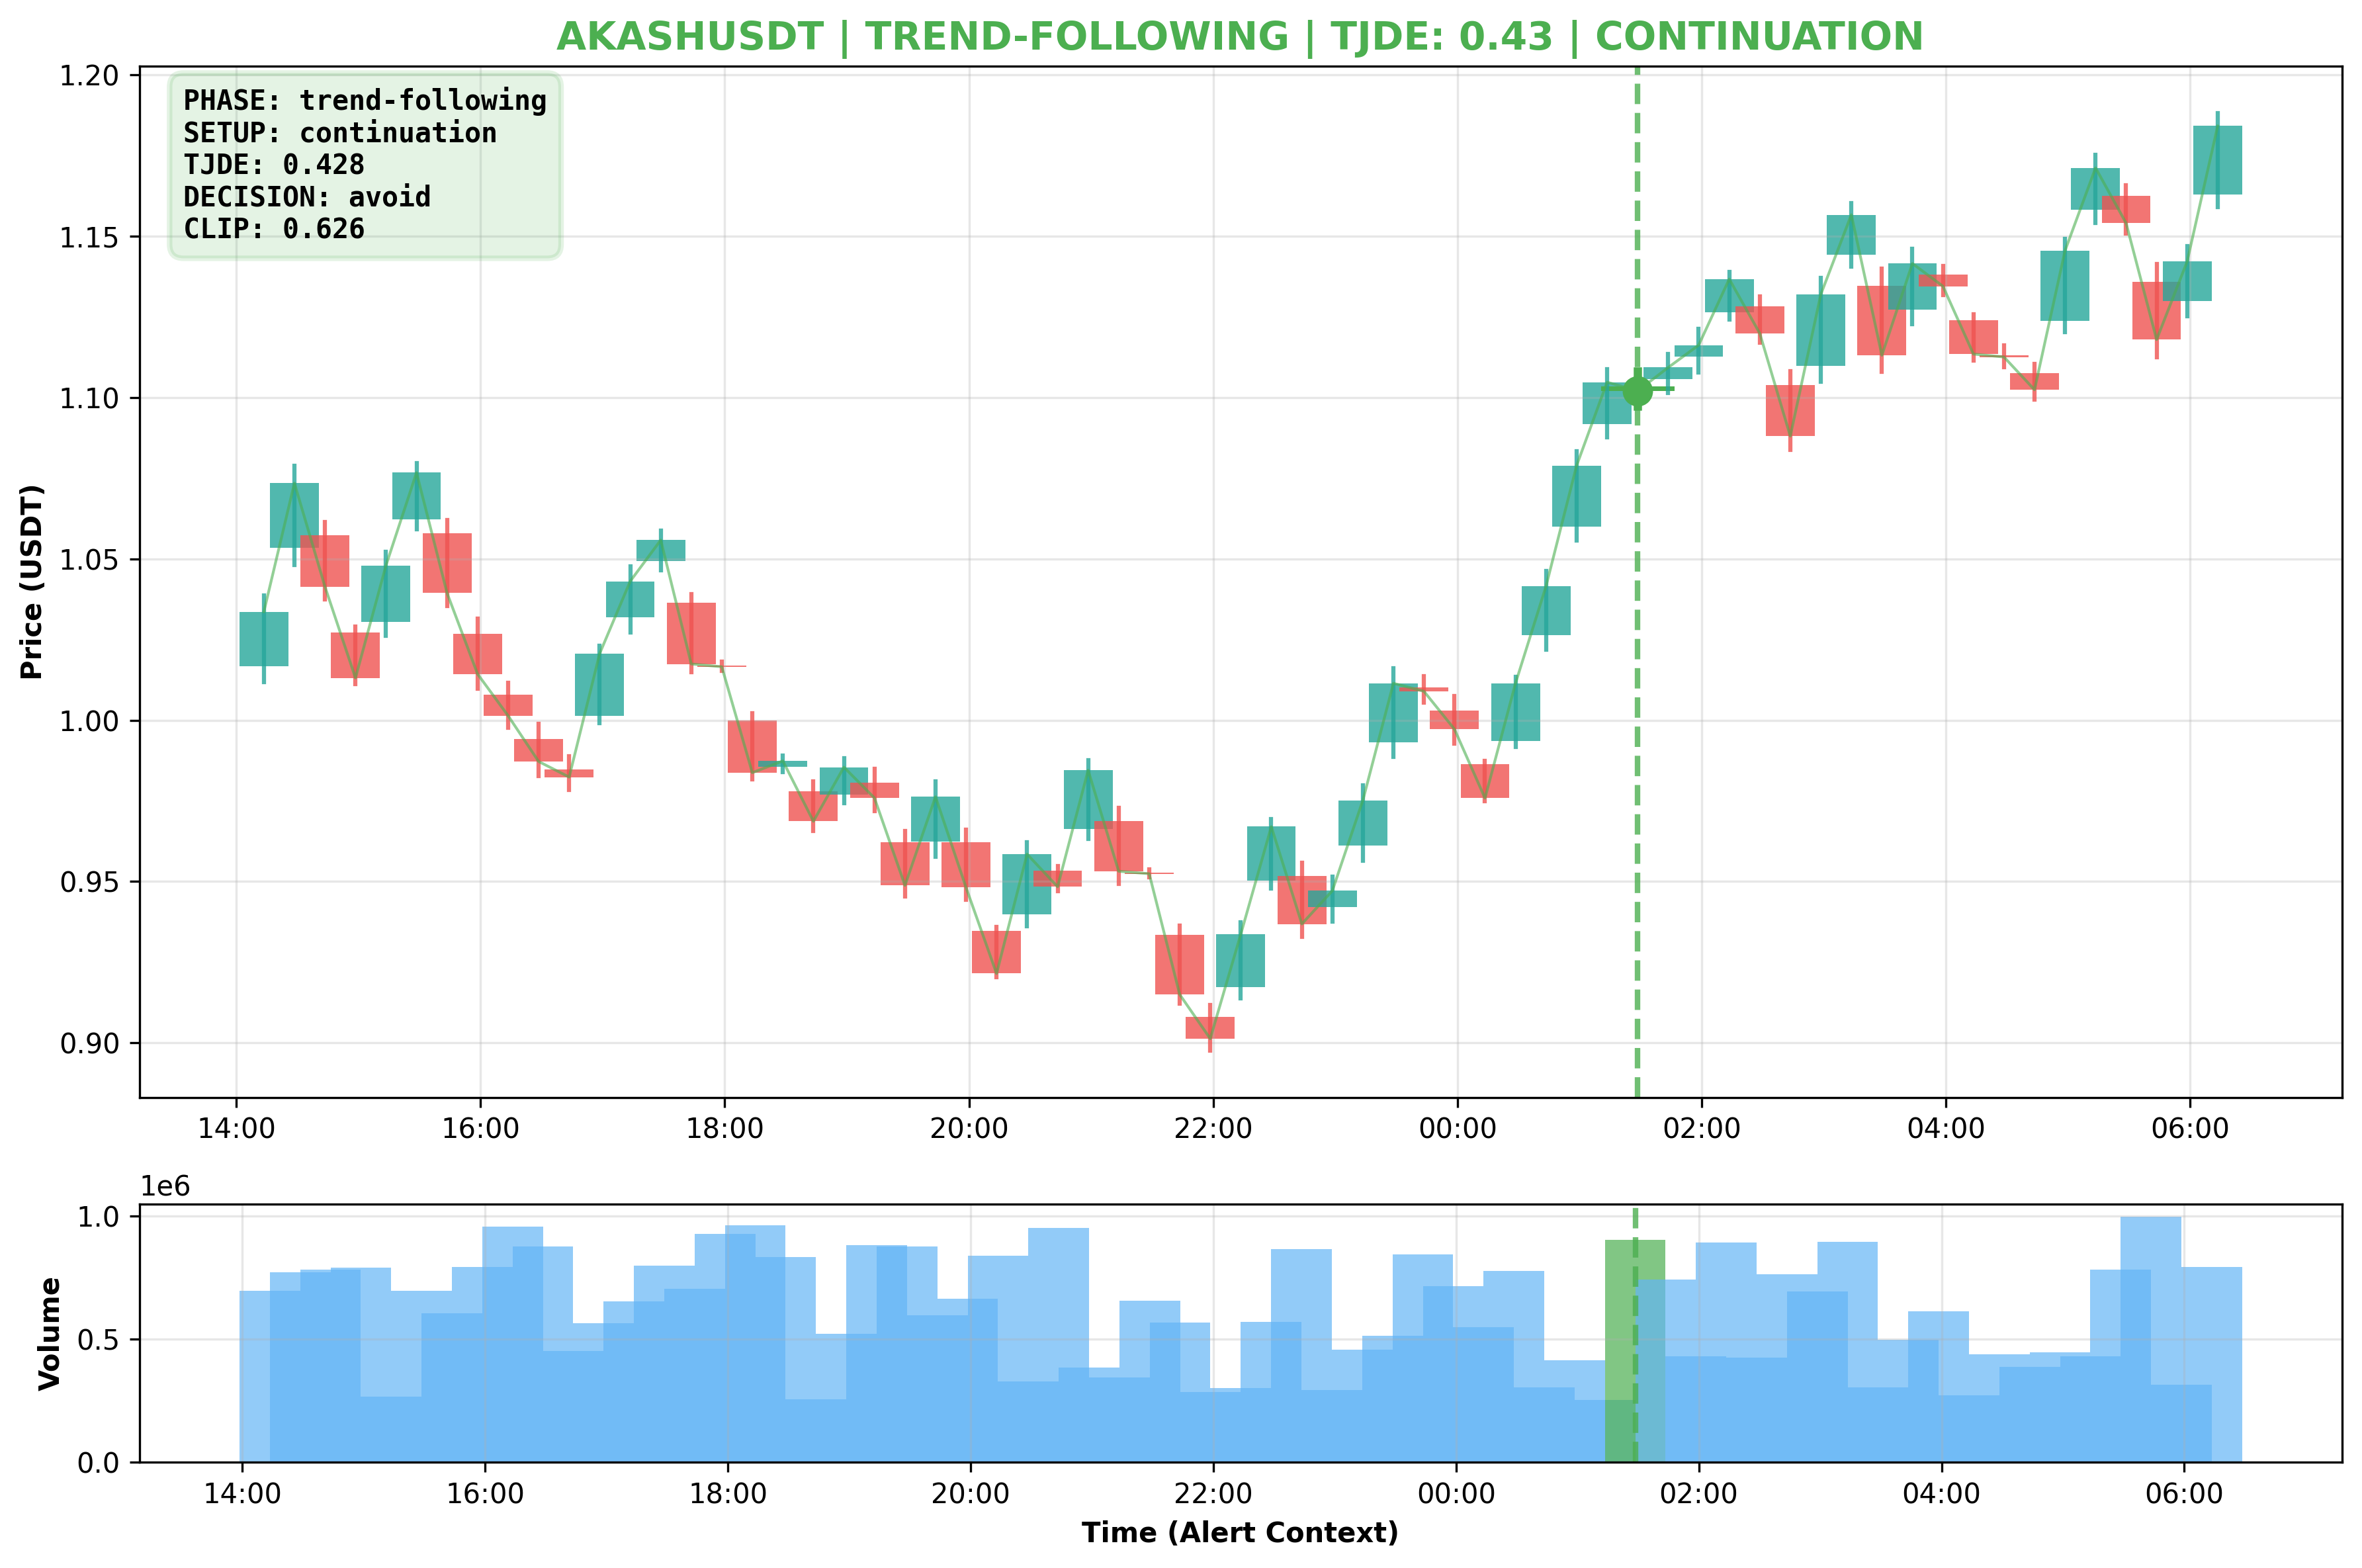 AKASHUSDT | TREND-FOLLOWING | TJDE: 0.43 | CONTINUATION
PHASE: trend-following
SETUP: continuation
TJDE: 0.428
DECISION: avoid
CLIP: 0.626
Price (USDT)
1.20
1.15
1.10
1.05
1.00
0.95
0.90
14:00 16:00 18:00 20:00 22:00 00:00 02:00 04:00 06:00
1e6
Volume
1.0
0.5
0.0
14:00 16:00 18:00 20:00 22:00 00:00 02:00 04:00 06:00
Time (Alert Context)